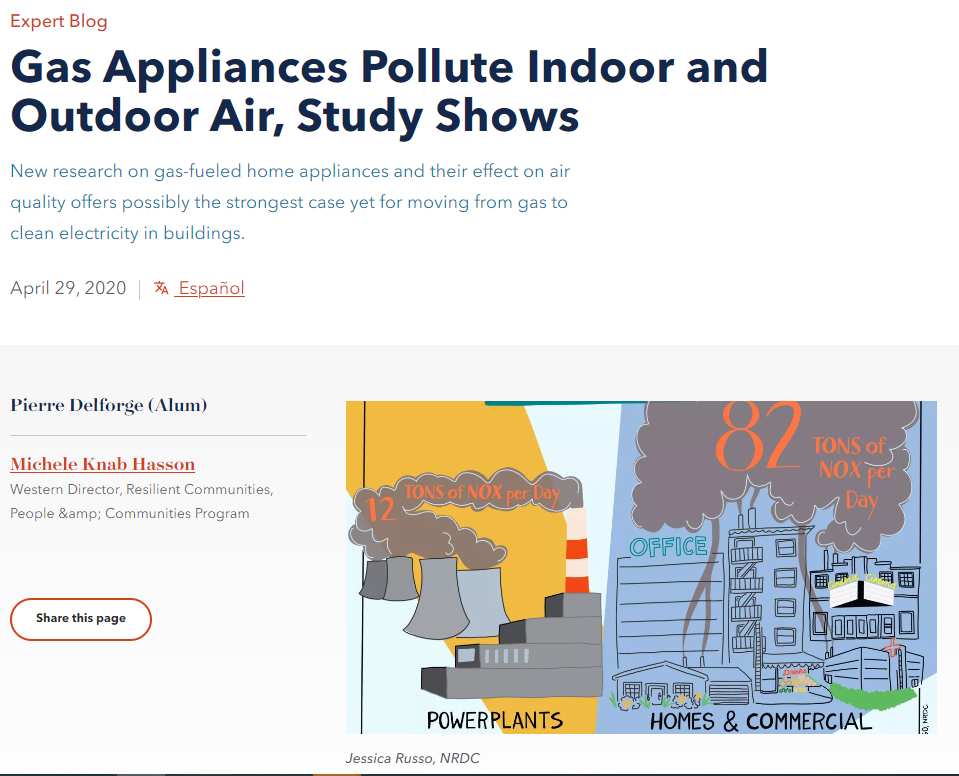 Expert Blog
Gas Appliances Pollute Indoor and
Outdoor Air, Study Shows
New research on gas-fueled home appliances and their effect on air
quality offers possibly the strongest case yet for moving from gas to
clean electricity in buildings.
April 29, 2020
Español
Pierre Delforge (Alum)
Michele Knab Hasson
Western Director, Resilient Communities,
People &amp; Communities Program
Share this page
12 TONS of NOX per Day
82 TONS of
NOX per
Day
OFFICE
POWERPLANTS
HOMES & COMMERCIAL
NRDC
Jessica Russo, NRDC